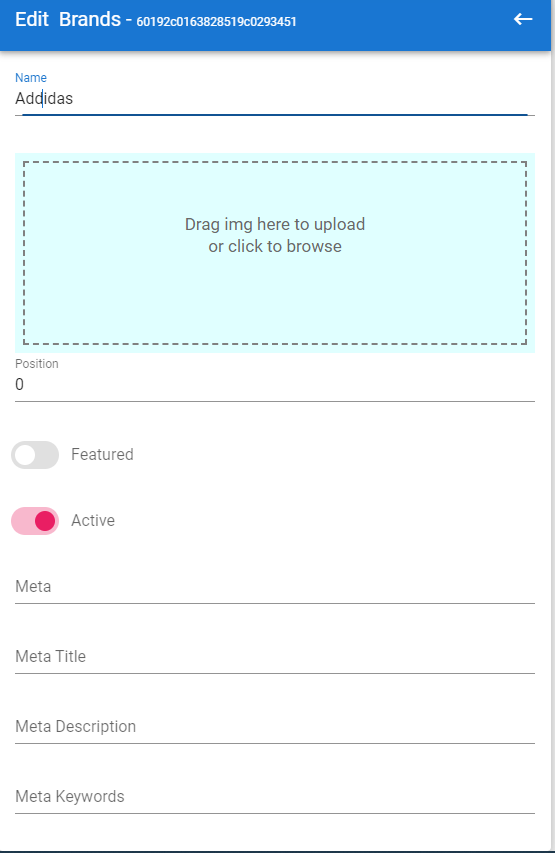 Edit Brands - 60192c0163828519c0293451
Name
Addidas
Drag img here to upload
or click to browse
Position
0
Featured
Active
Meta
Meta Title
Meta Description
Meta Keywords